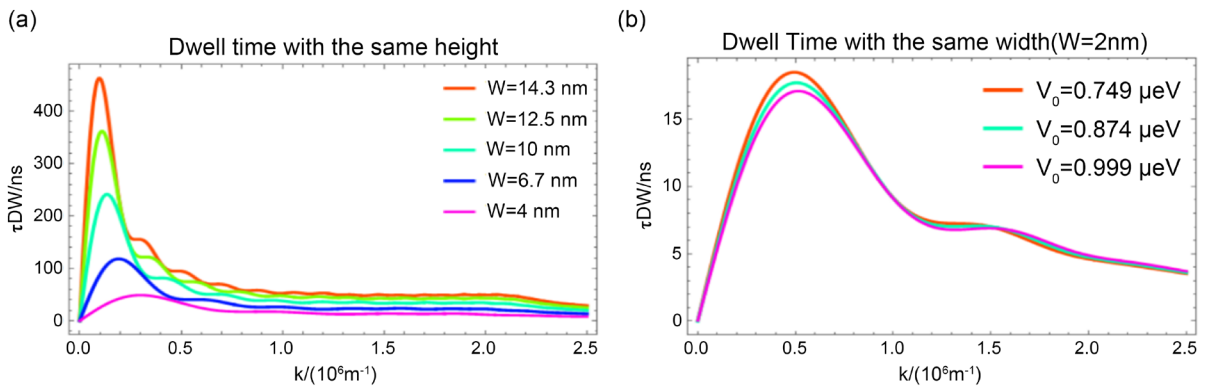 (a)
Dwell time with the same height
400
300
200
100
0
τDW/ns
W=14.3 nm
W=12.5 nm
W=10 nm
W=6.7 nm
W=4 nm
0.0 0.5 1.0 1.5 2.0 2.5
k/(10⁶m⁻¹)
(b)
Dwell Time with the same width(W=2nm)
15
10
5
0
τDW/ns
V₀=0.749 μeV
V₀=0.874 μeV
V₀=0.999 μeV
0.0 0.5 1.0 1.5 2.0 2.5
k/(10⁶m⁻¹)